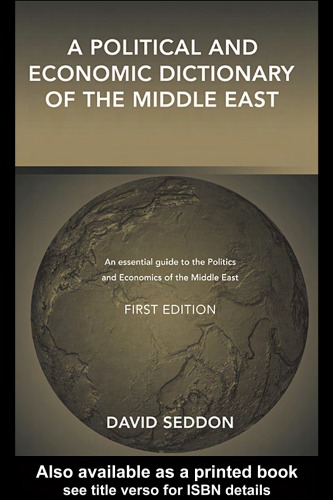 A POLITICAL AND
ECONOMIC DICTIONARY
OF THE MIDDLE EAST
An essential guide to the Politics
and Economics of the Middle East
FIRST EDITION
DAVID SEDDON
Also available as a printed book
see title verso for ISBN details